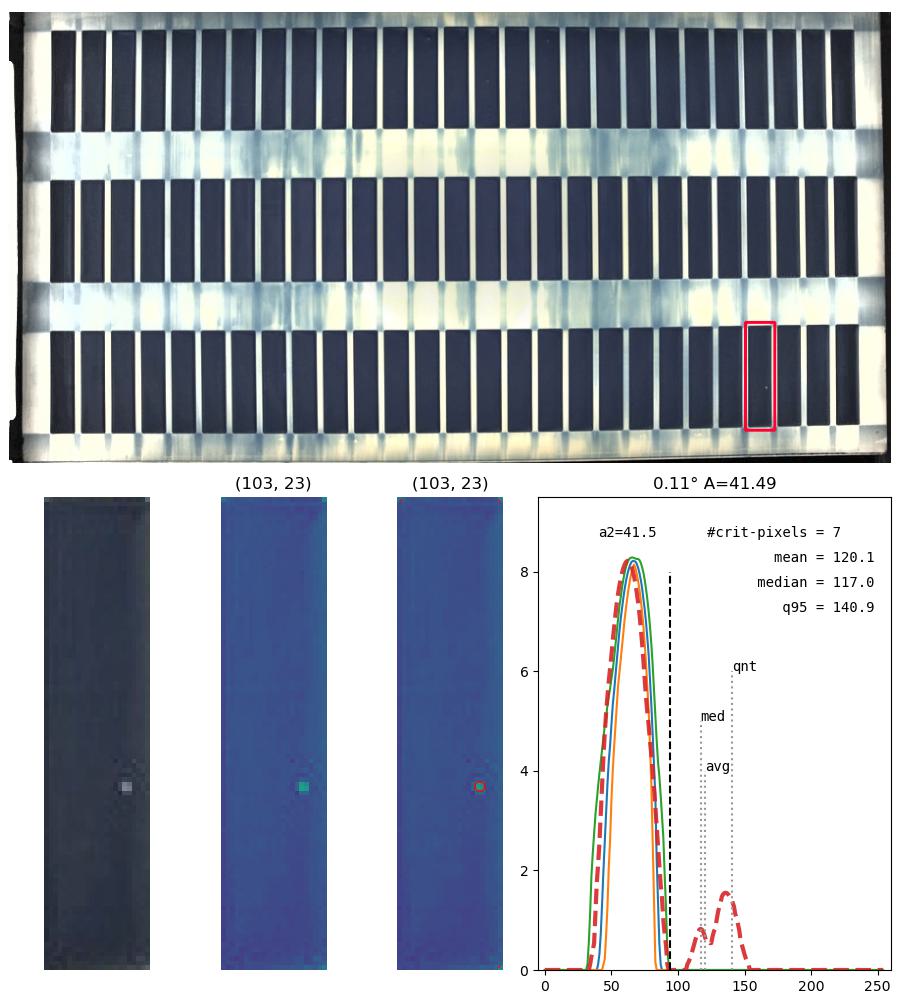 (103, 23)
(103, 23)
0.11° A=41.49
a2=41.5
#crit-pixels = 7
mean = 120.1
median = 117.0
q95 = 140.9
qnt
med
avg
8
6
4
2
0
0 50 100 150 200 250